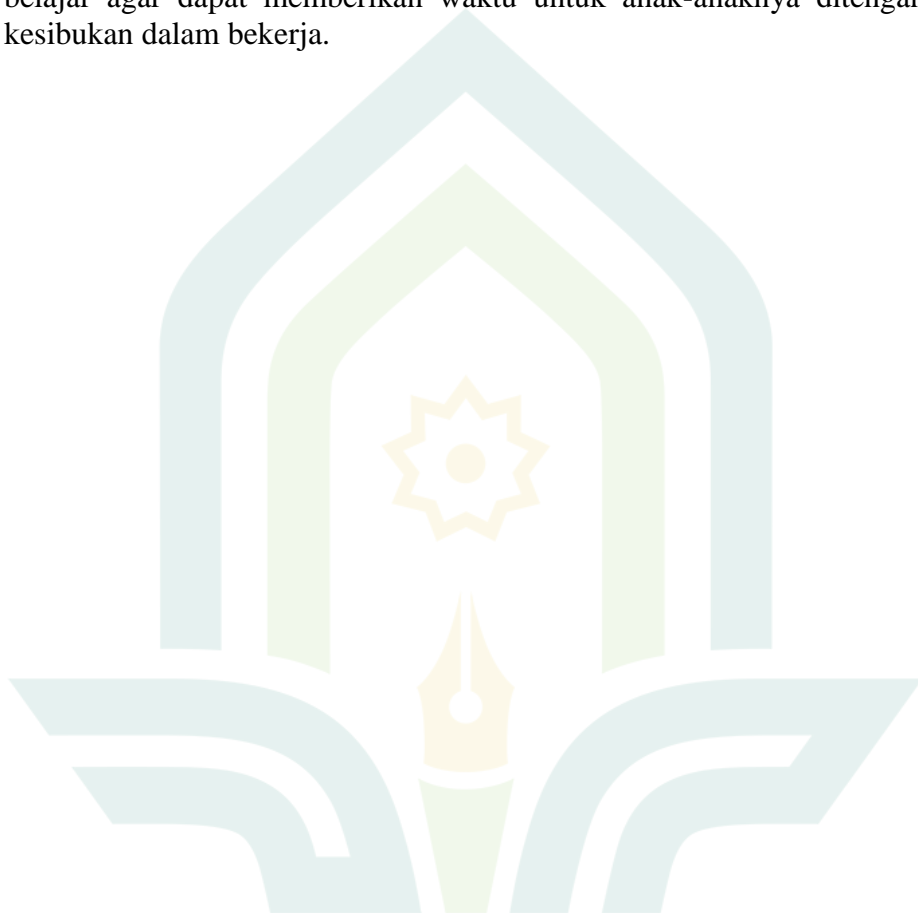 belajar agar dapat memberikan waktu untuk anak-anaknya ditengah
kesibukan dalam bekerja.